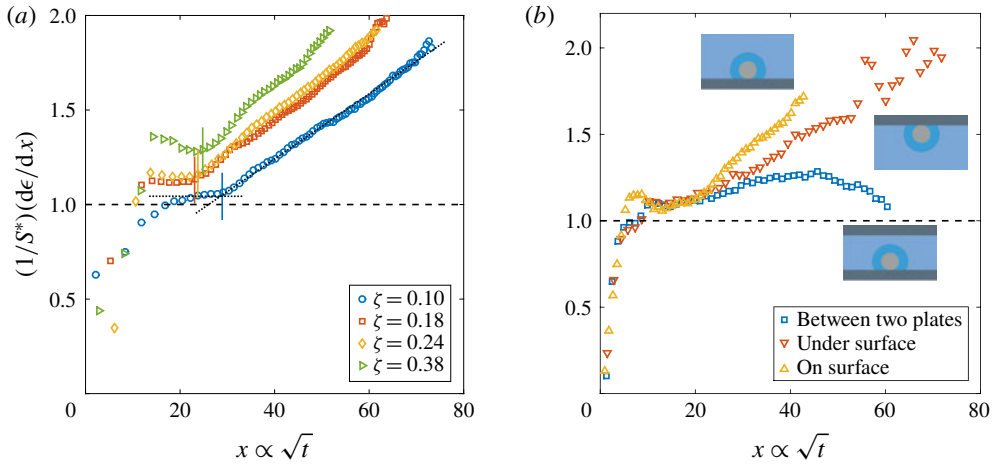 (a)
(b)
(1/S*)(dϵ/dx)
2.0
1.5
1.0
0.5
0
20
40
60
80
x ∝ √t
ζ = 0.10
ζ = 0.18
ζ = 0.24
ζ = 0.38
2.0
1.5
1.0
0.5
0
20
40
60
80
x ∝ √t
Between two plates
Under surface
On surface